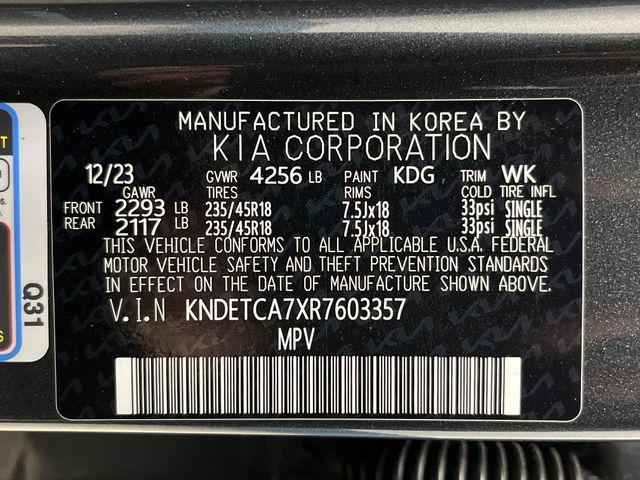 MANUFACTURED IN KOREA BY
KIA CORPORATION
12/23 GVWR 4256 LB PAINT KDG TRIM WK
GAWR TIRES RIMS COLD TIRE INFL
FRONT 2293 LB 235/45R18 7.5Jx18 33psi SINGLE
REAR 2117 LB 235/45R18 7.5Jx18 33psi SINGLE
THIS VEHICLE CONFORMS TO ALL APPLICABLE U.S.A. FEDERAL
MOTOR VEHICLE SAFETY AND THEFT PREVENTION STANDARDS
IN EFFECT ON THE DATE OF MANUFACTURE SHOWN ABOVE.
V.I.N KNDETCA7XR7603357
MPV
Q31